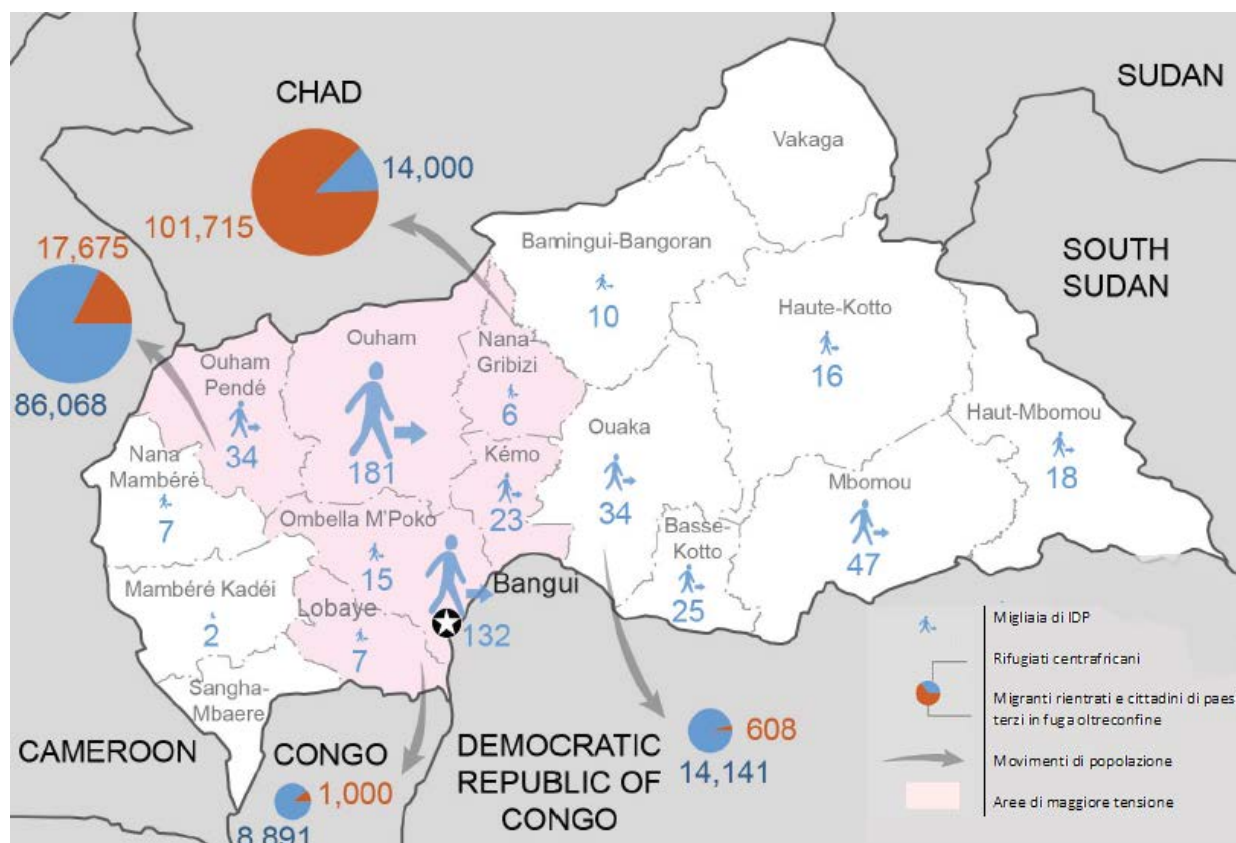 SUDAN
CHAD
Vakaga
14,000
101,715
17,675
Bamingui-Bangoran
SOUTH
SUDAN
10
Haute-Kotto
16
Ouham
Nana-
Gribizi
6
Ouham
Pendé
34
86,068
181
Ouaka
34
Haut-Mbomou
18
Nana
Mambéré
7
Kémo
23
Mbomou
47
Ombella M'Poko
15
Basse-
Kotto
25
Bangui
132
Mambéré Kadéi
2
Lobaye
7
Sangha-
Mbaere
CAMEROON
CONGO
1,000
8,891
DEMOCRATIC
REPUBLIC OF
CONGO
608
14,141
Migliaia di IDP
Rifugiati centrafricani
Migranti rientrati e cittadini di paes
terzi in fuga oltreconfine
Movimenti di popolazione
Aree di maggiore tensione